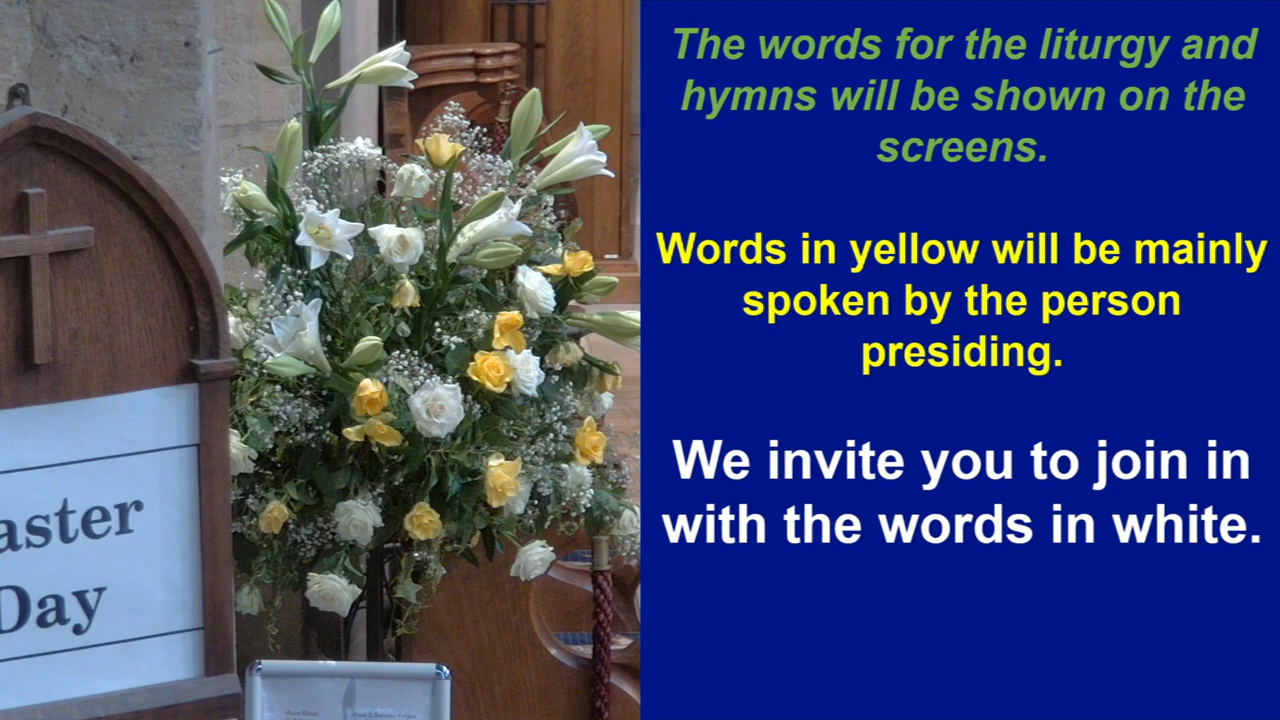 aster
Day
The words for the liturgy and
hymns will be shown on the
screens.
Words in yellow will be mainly
spoken by the person
presiding.
We invite you to join in
with the words in white.